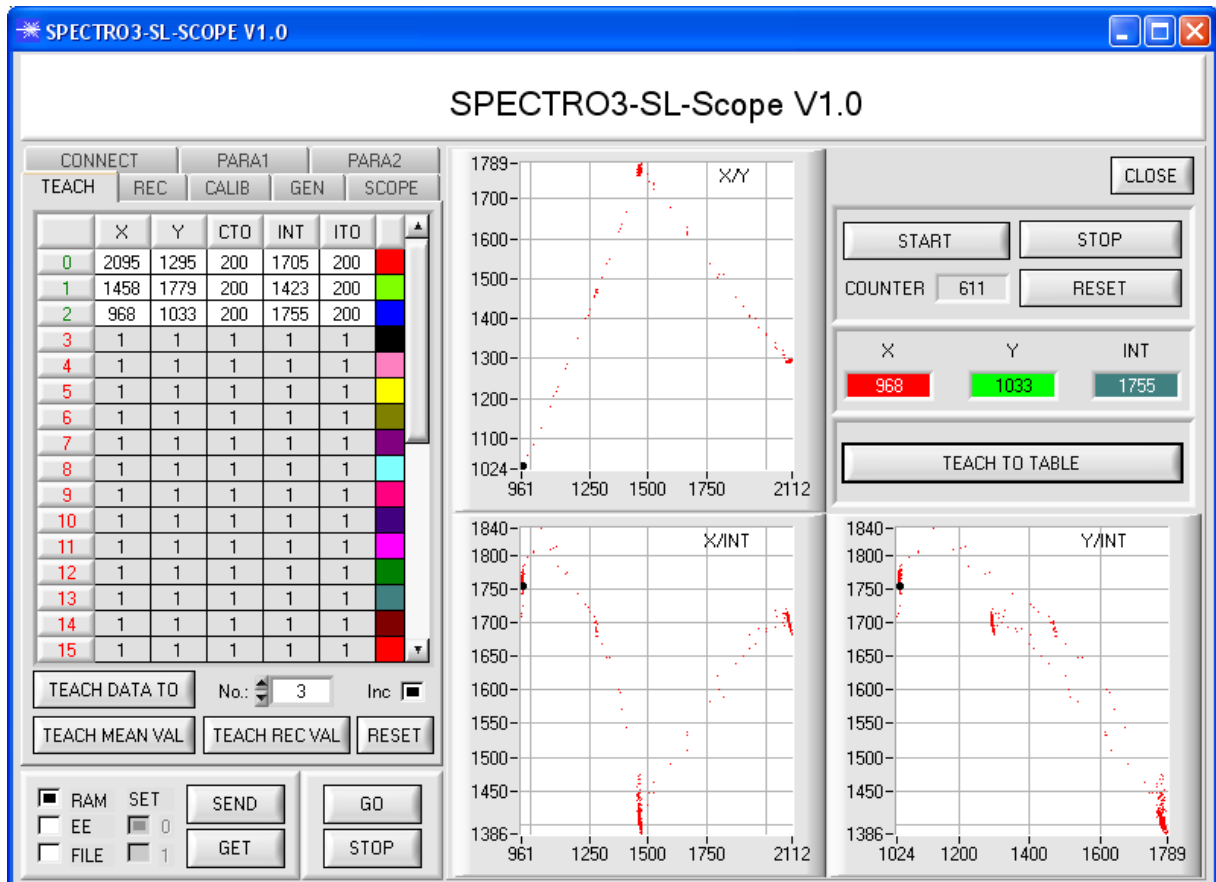 SPECTRO3-SL-SCOPE V1.0
SPECTRO3-SL-Scope V1.0
CONNECT PARA1 PARA2
TEACH REC CALIB GEN SCOPE
X Y CTO INT ITO
0 2095 1295 200 1705 200
1 1458 1779 200 1423 200
2 968 1033 200 1755 200
3 1 1 1 1 1
4 1 1 1 1 1
5 1 1 1 1 1
6 1 1 1 1 1
7 1 1 1 1 1
8 1 1 1 1 1
9 1 1 1 1 1
10 1 1 1 1 1
11 1 1 1 1 1
12 1 1 1 1 1
13 1 1 1 1 1
14 1 1 1 1 1
15 1 1 1 1 1
TEACH DATA TO No.: 3 Inc
TEACH MEAN VAL TEACH REC VAL RESET
RAM SET SEND GO
EE 0
FILE 1 GET STOP
X/Y
1789
1700
1600
1500
1400
1300
1200
1100
1024
961 1250 1500 1750 2112
CLOSE
START STOP
COUNTER 611 RESET
X Y INT
968 1033 1755
TEACH TO TABLE
X/INT
1840
1800
1750
1700
1650
1600
1550
1500
1450
1386
961 1250 1500 1750 2112
Y/INT
1840
1800
1750
1700
1650
1600
1550
1500
1450
1386
1024 1200 1400 1600 1789